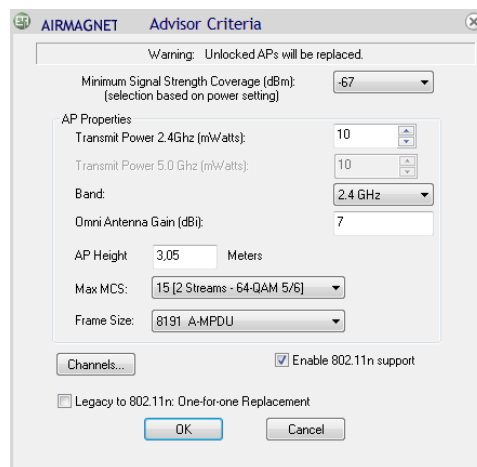 AIRMAGNET Advisor Criteria
Warning: Unlocked APs will be replaced.
Minimum Signal Strength Coverage (dBm): -67
(selection based on power setting)
AP Properties
Transmit Power 2.4Ghz (mWatts): 10
Transmit Power 5.0 Ghz (mWatts): 10
Band: 2.4 GHz
Omni Antenna Gain (dBi): 7
AP Height 3,05 Meters
Max MCS: 15 [2 Streams - 64-QAM 5/6]
Frame Size: 8191 A-MPDU
Channels... Enable 802.11n support
Legacy to 802.11n: One-for-one Replacement
OK Cancel